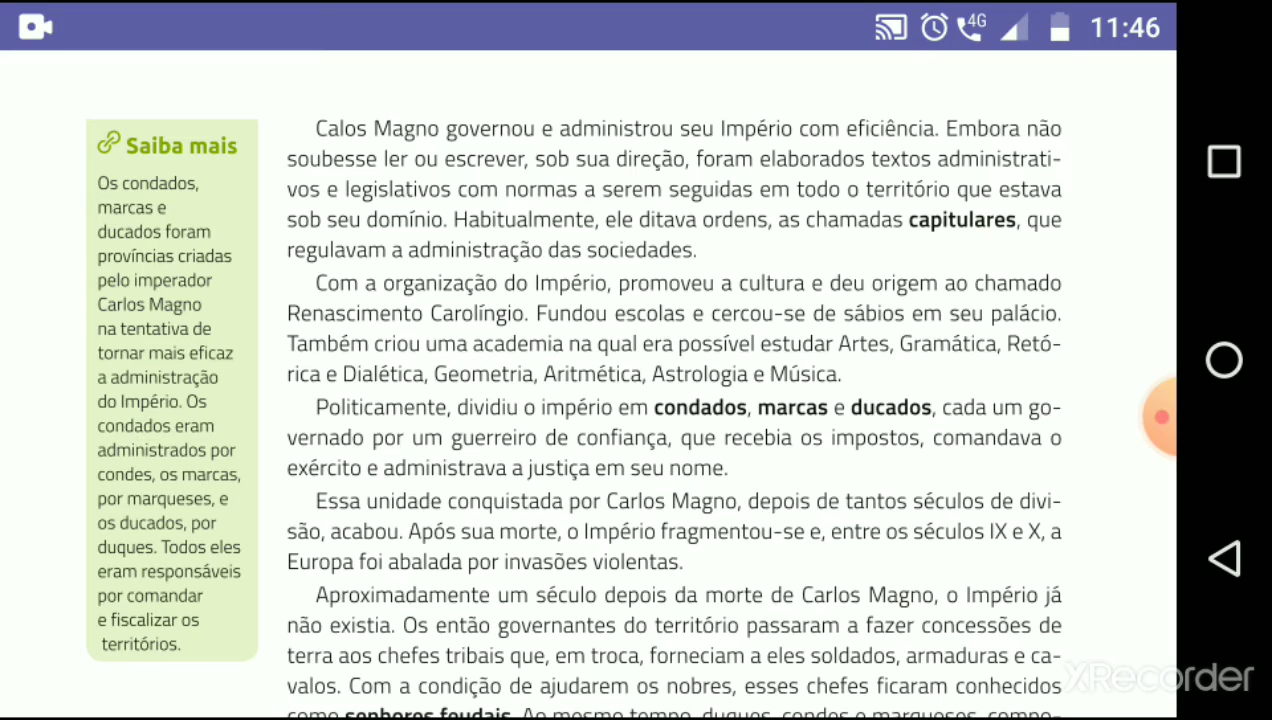 4G
11:46
Saiba mais
Os condados,
marcas e
ducados foram
províncias criadas
pelo imperador
Carlos Magno
na tentativa de
tornar mais eficaz
a administração
do Império. Os
condados eram
administrados por
condes, os marcas,
por marqueses, e
os ducados, por
duques. Todos eles
eram responsáveis
por comandar
e fiscalizar os
territórios.
Calos Magno governou e administrou seu Império com eficiência. Embora não
soubesse ler ou escrever, sob sua direção, foram elaborados textos administrati-
vos e legislativos com normas a serem seguidas em todo o território que estava
sob seu domínio. Habitualmente, ele ditava ordens, as chamadas capitulares, que
regulavam a administração das sociedades.
Com a organização do Império, promoveu a cultura e deu origem ao chamado
Renascimento Carolíngio. Fundou escolas e cercou-se de sábios em seu palácio.
Também criou uma academia na qual era possível estudar Artes, Gramática, Retó-
rica e Dialética, Geometria, Aritmética, Astrologia e Música.
Politicamente, dividiu o império em condados, marcas e ducados, cada um go-
vernado por um guerreiro de confiança, que recebia os impostos, comandava o
exército e administrava a justiça em seu nome.
Essa unidade conquistada por Carlos Magno, depois de tantos séculos de divi-
são, acabou. Após sua morte, o Império fragmentou-se e, entre os séculos IX e X, a
Europa foi abalada por invasões violentas.
Aproximadamente um século depois da morte de Carlos Magno, o Império já
não existia. Os então governantes do território passaram a fazer concessões de
terra aos chefes tribais que, em troca, forneciam a eles soldados, armaduras e ca-
valos. Com a condição de ajudarem os nobres, esses chefes ficaram conhecidos
como senhores feudais. Ao mesmo tempo, duques, condes e marqueses, compo-
XRecorder